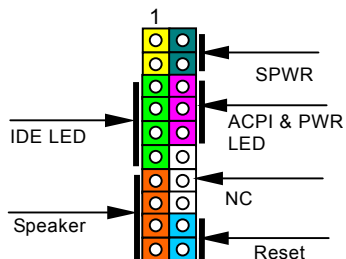 1
SPWR
IDE LED
ACPI & PWR
LED
NC
Speaker
Reset